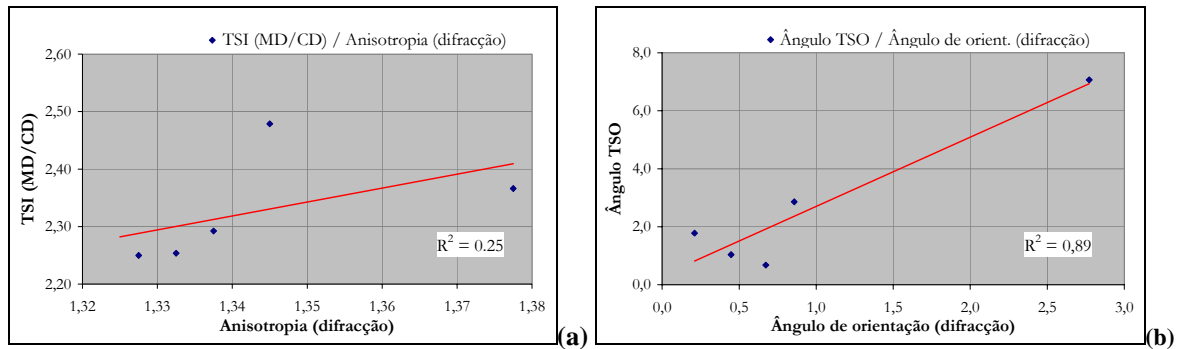 TSI (MD/CD) / Anisotropia (difracção)
2,60
2,50
2,40
2,30
2,20
TSI (MD/CD)
R² = 0.25
1,32 1,33 1,34 1,35 1,36 1,37 1,38
Anisotropia (difracção)
(a)
Ângulo TSO / Ângulo de orient. (difracção)
8,0
6,0
4,0
2,0
0,0
Ângulo TSO
R² = 0,89
0,0 0,5 1,0 1,5 2,0 2,5 3,0
Ângulo de orientação (difracção)
(b)